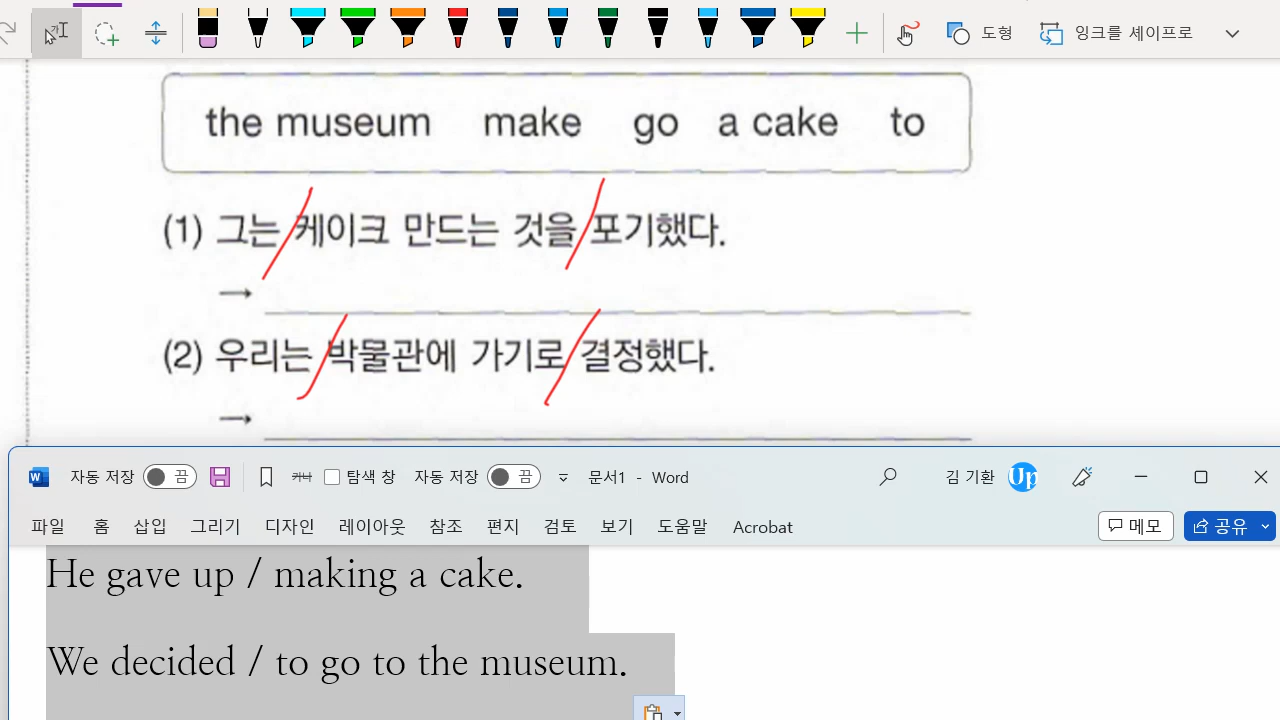 도형 잉크를 셰이프로
the museum make go a cake to
(1) 그는 케이크 만드는 것을 포기했다.
→
(2) 우리는 박물관에 가기로 결정했다.
→
자동 저장 끔 탐색 창 자동 저장 끔 문서1 - Word 김 기환 Up
파일 홈 삽입 그리기 디자인 레이아웃 참조 편지 검토 보기 도움말 Acrobat 메모 공유
He gave up / making a cake.
We decided / to go to the museum.